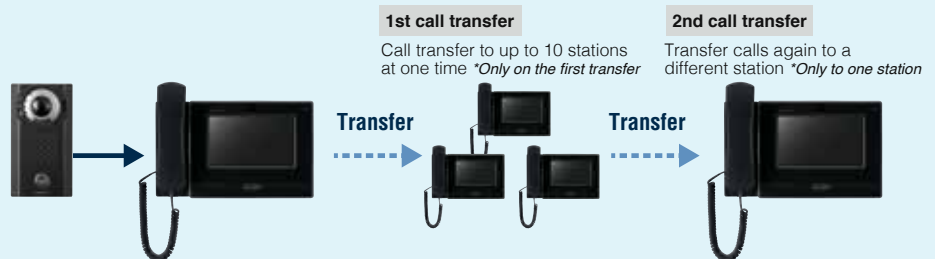 1st call transfer
Call transfer to up to 10 stations
at one time *Only on the first transfer
2nd call transfer
Transfer calls again to a
different station *Only to one station
Transfer
Transfer